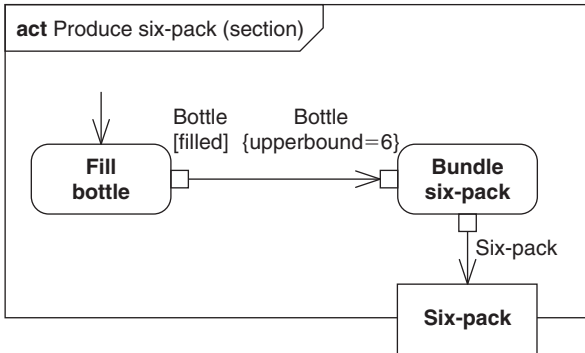 act Produce six-pack (section)
Bottle
[filled]
Bottle
{upperbound=6}
Fill
bottle
Bundle
six-pack
Six-pack
Six-pack